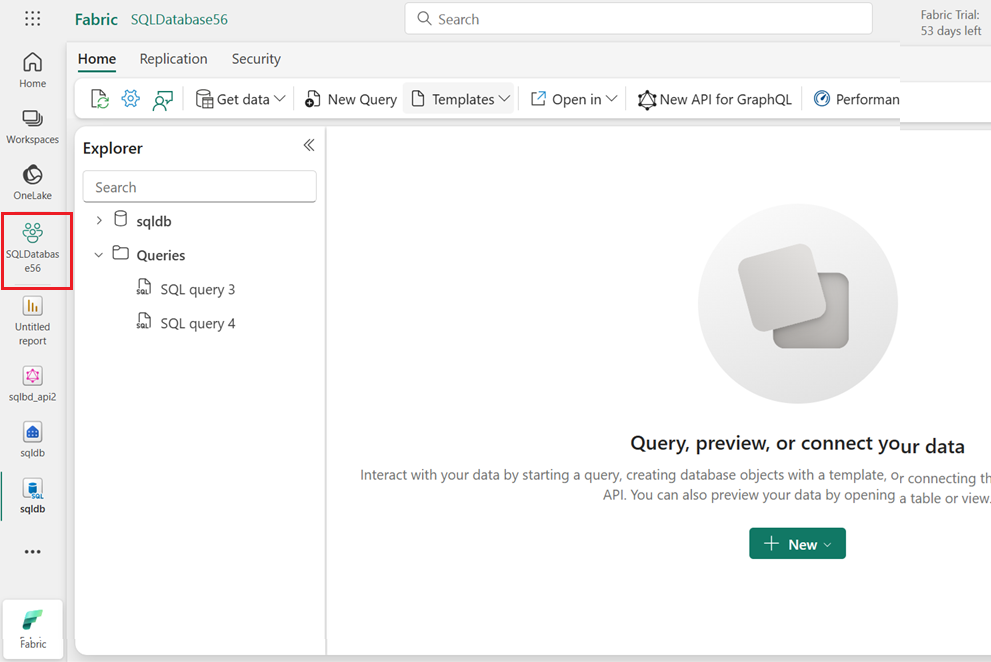 Fabric SQLDatabase56
Search
Fabric Trial:
53 days left
Home
Workspaces
OneLake
SQLDatabas
e56
Untitled
report
sqlbd_api2
sqldb
sqldb
Fabric
Home Replication Security
Get data New Query Templates Open in New API for GraphQL Performan
Explorer
Search
sqldb
Queries
SQL query 3
SQL query 4
Query, preview, or connect your data
Interact with your data by starting a query, creating database objects with a template, or connecting th
API. You can also preview your data by opening a table or view.
New